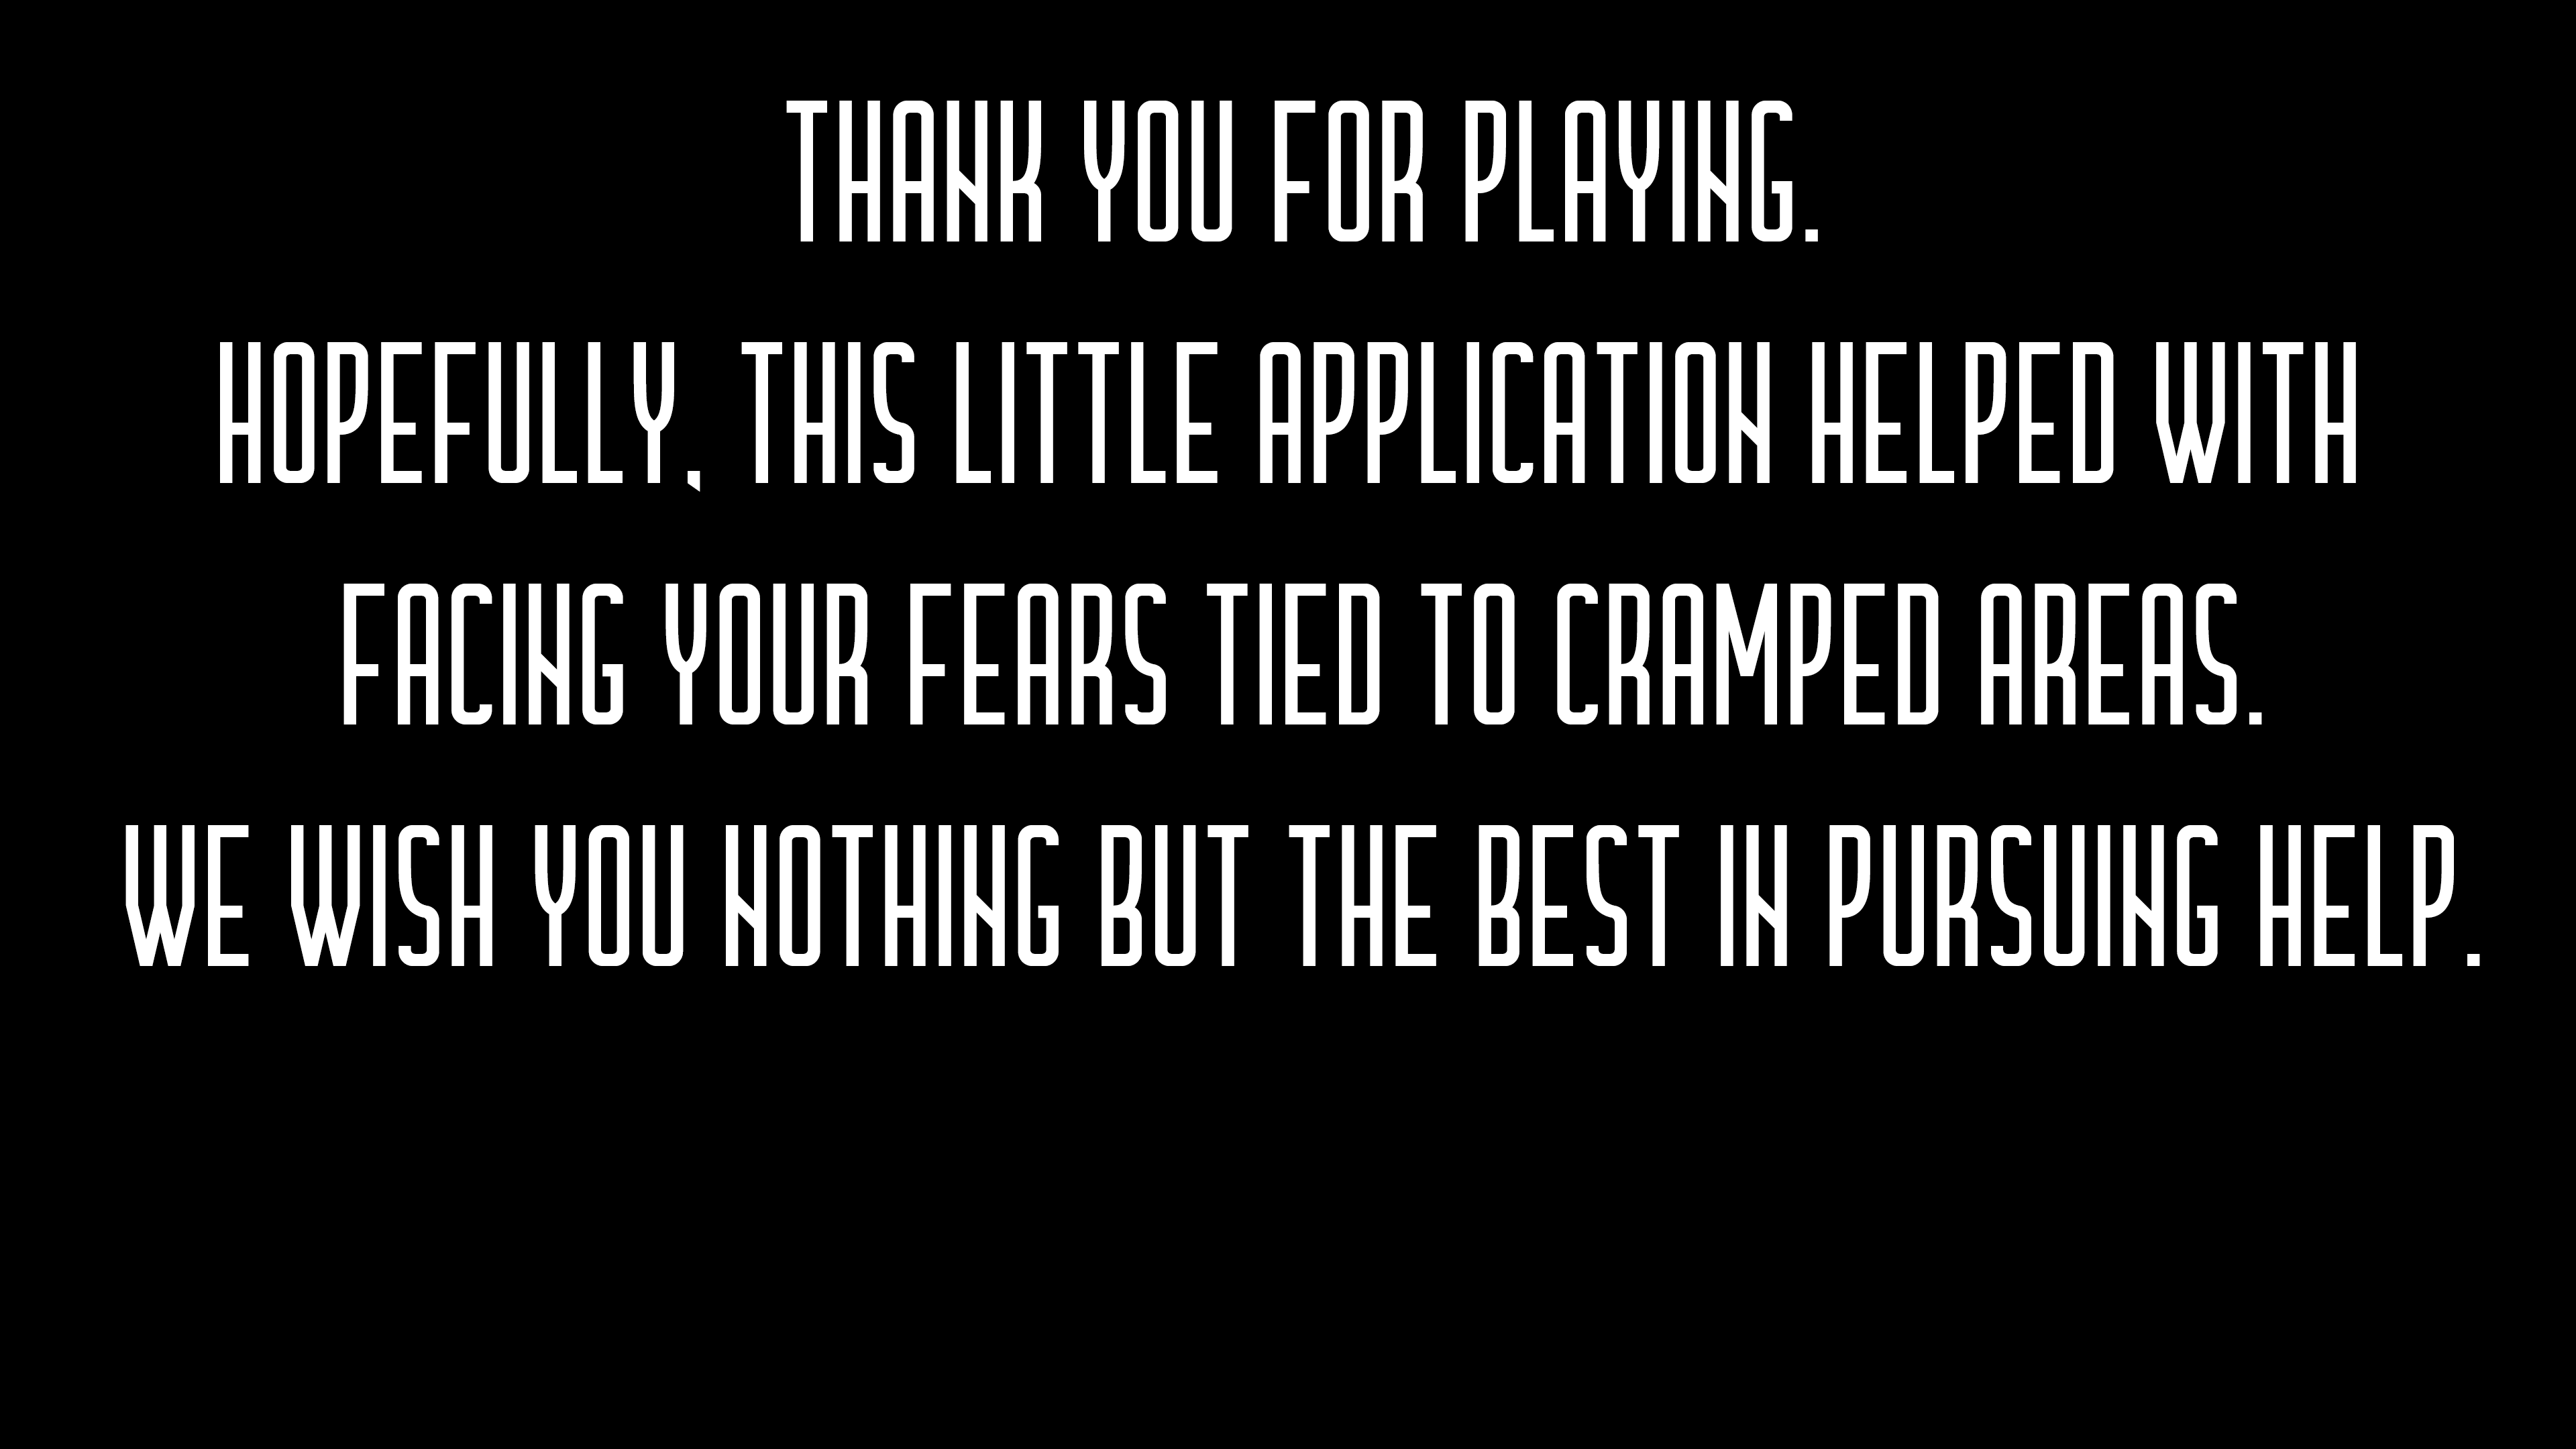 THANK YOU FOR PLAYING.
HOPEFULLY, THIS LITTLE APPLICATION HELPED WITH
FACING YOUR FEARS TIED TO CRAMPED AREAS.
WE WISH YOU NOTHING BUT THE BEST IN PURSUING HELP.